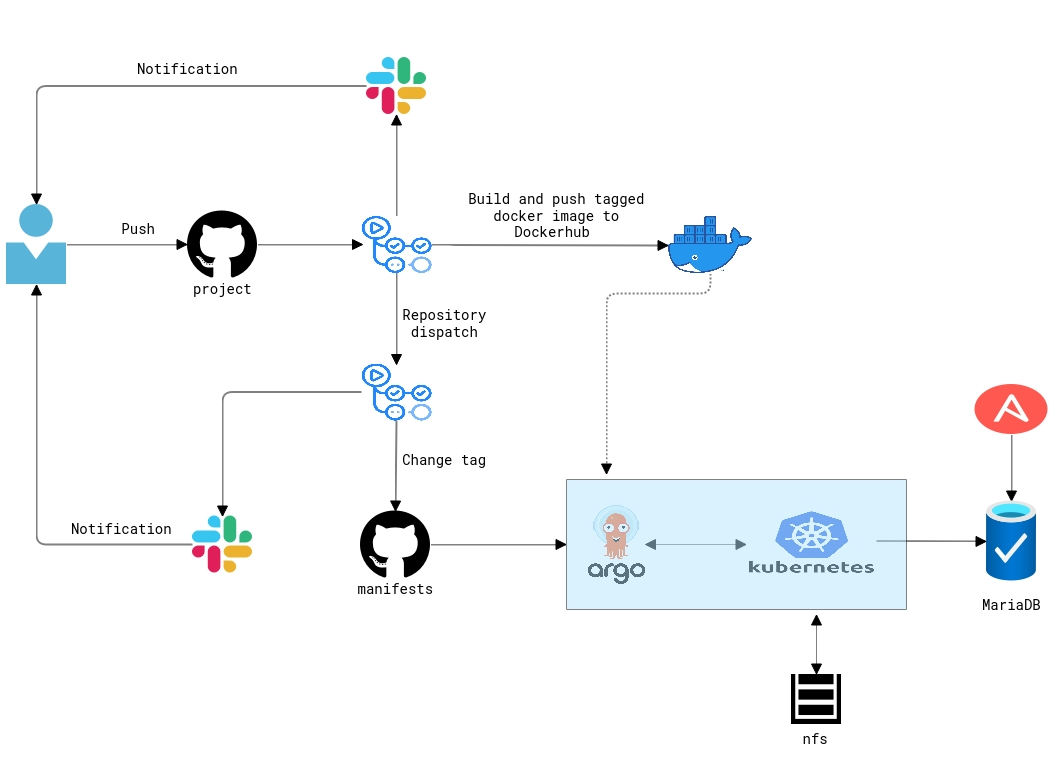 Notification
Build and push tagged
docker image to
Dockerhub
Push
project
Repository
dispatch
Change tag
Notification
manifests
argo
kubernetes
MariaDB
nfs